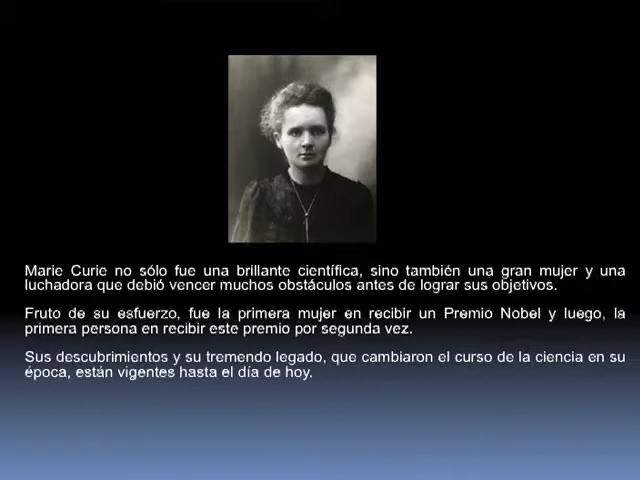 Marie Curie no sólo fue una brillante científica, sino también una gran mujer y una
luchadora que debió vencer muchos obstáculos antes de lograr sus objetivos.
Fruto de su esfuerzo, fue la primera mujer en recibir un Premio Nobel y luego, la
primera persona en recibir este premio por segunda vez.
Sus descubrimientos y su tremendo legado, que cambiaron el curso de la ciencia en su
época, están vigentes hasta el día de hoy.